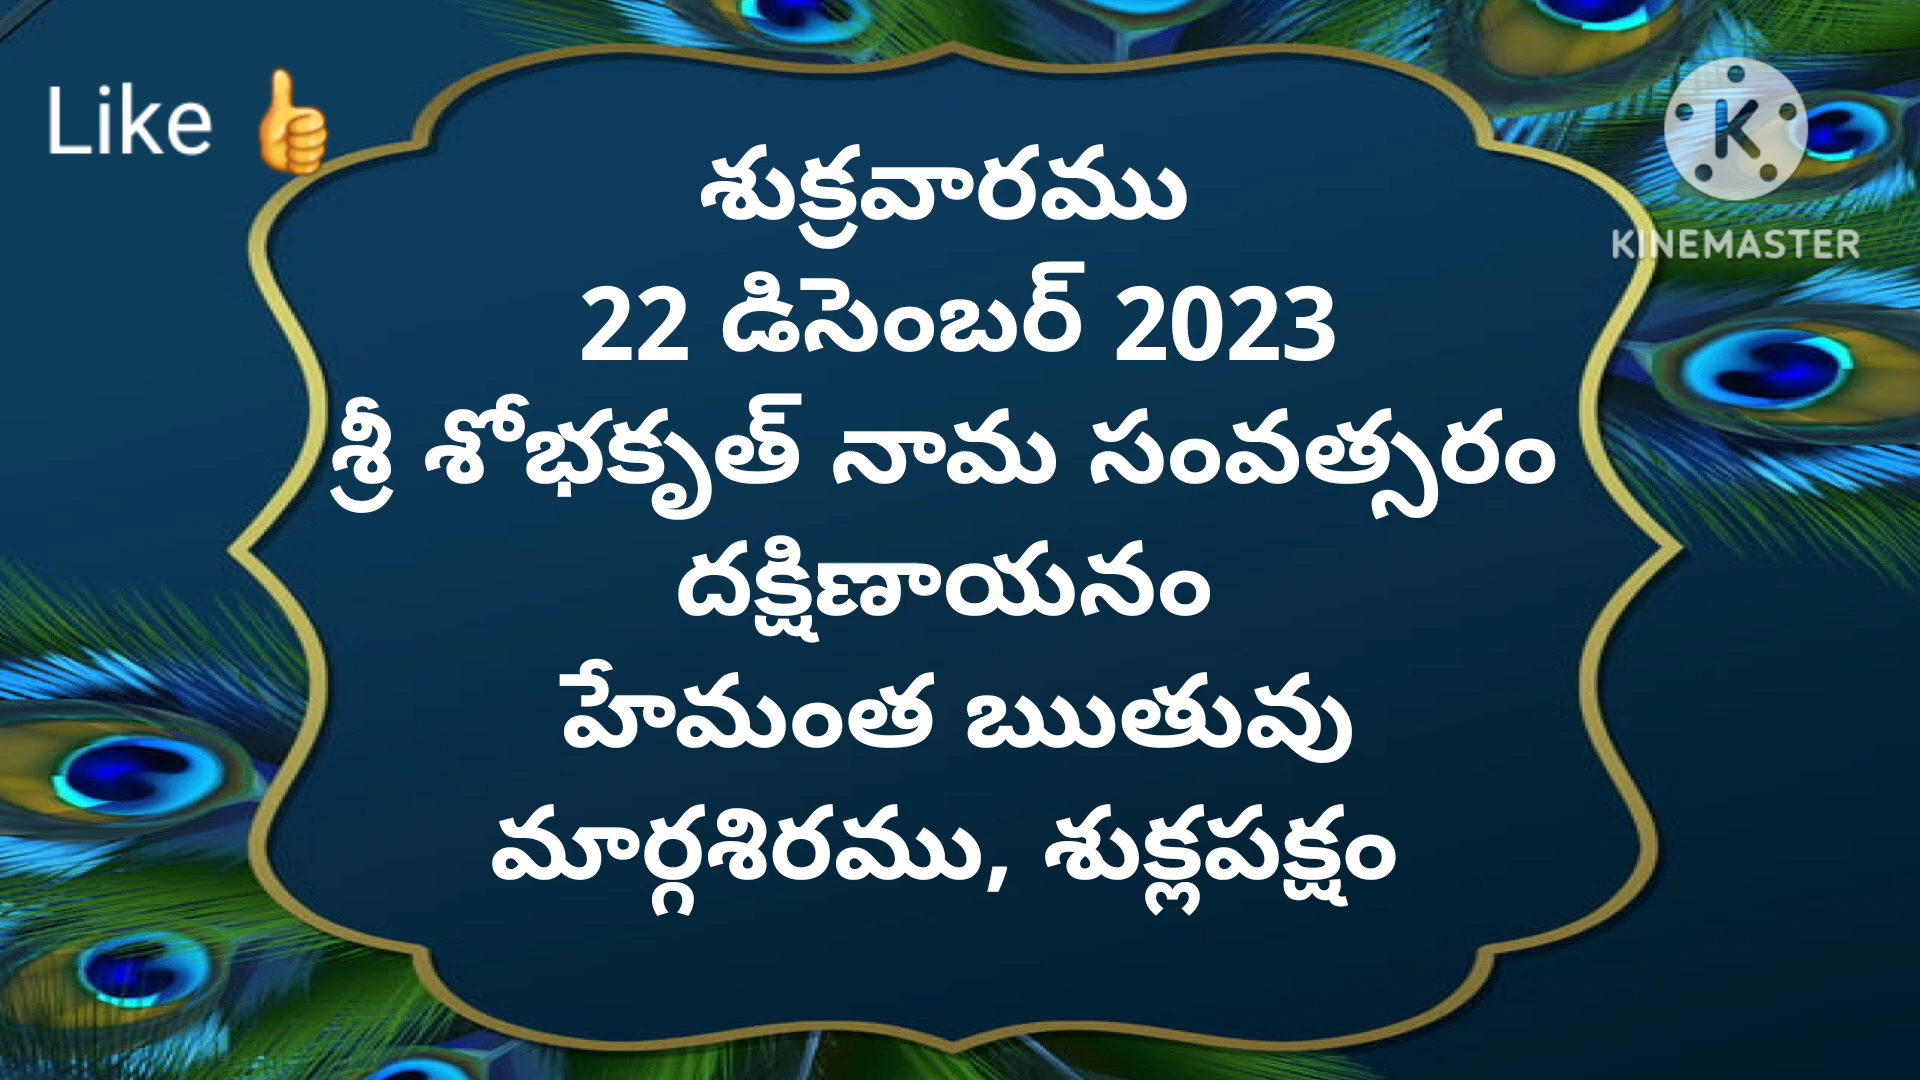 Like 👍
KINEMASTER
శుక్రవారము
22 డిసెంబర్ 2023
శ్రీ శోభకృత్ నామ సంవత్సరం
దక్షిణాయనం
హేమంత ఋతువు
మార్గశిరము, శుక్లపక్షం